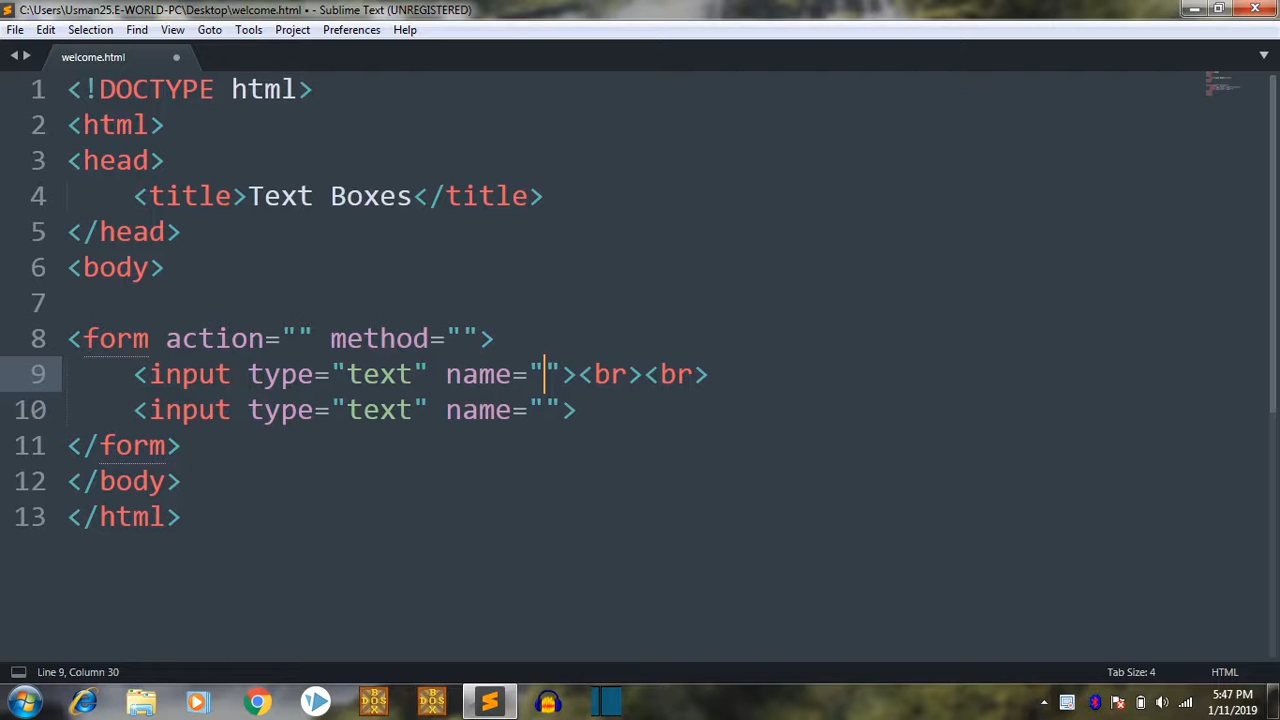 C:\Users\Usman25.E-WORLD-PC\Desktop\welcome.html • - Sublime Text (UNREGISTERED)
File Edit Selection Find View Goto Tools Project Preferences Help
welcome.html
1 <!DOCTYPE html>
2 <html>
3 <head>
4 <title>Text Boxes</title>
5 </head>
6 <body>
7
8 <form action="" method="">
9 <input type="text" name=""><br><br>
10 <input type="text" name="">
11 </form>
12 </body>
13 </html>
Line 9, Column 30 Tab Size: 4 HTML
B DOS X B DOS X 5:47 PM
1/11/2019